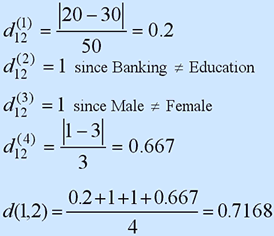 d₁₂⁽¹⁾ = |20 − 30| / 50 = 0.2
d₁₂⁽²⁾ = 1 since Banking ≠ Education
d₁₂⁽³⁾ = 1 since Male ≠ Female
d₁₂⁽⁴⁾ = |1 − 3| / 3 = 0.667
d(1,2) = 0.2+1+1+0.667 / 4 = 0.7168